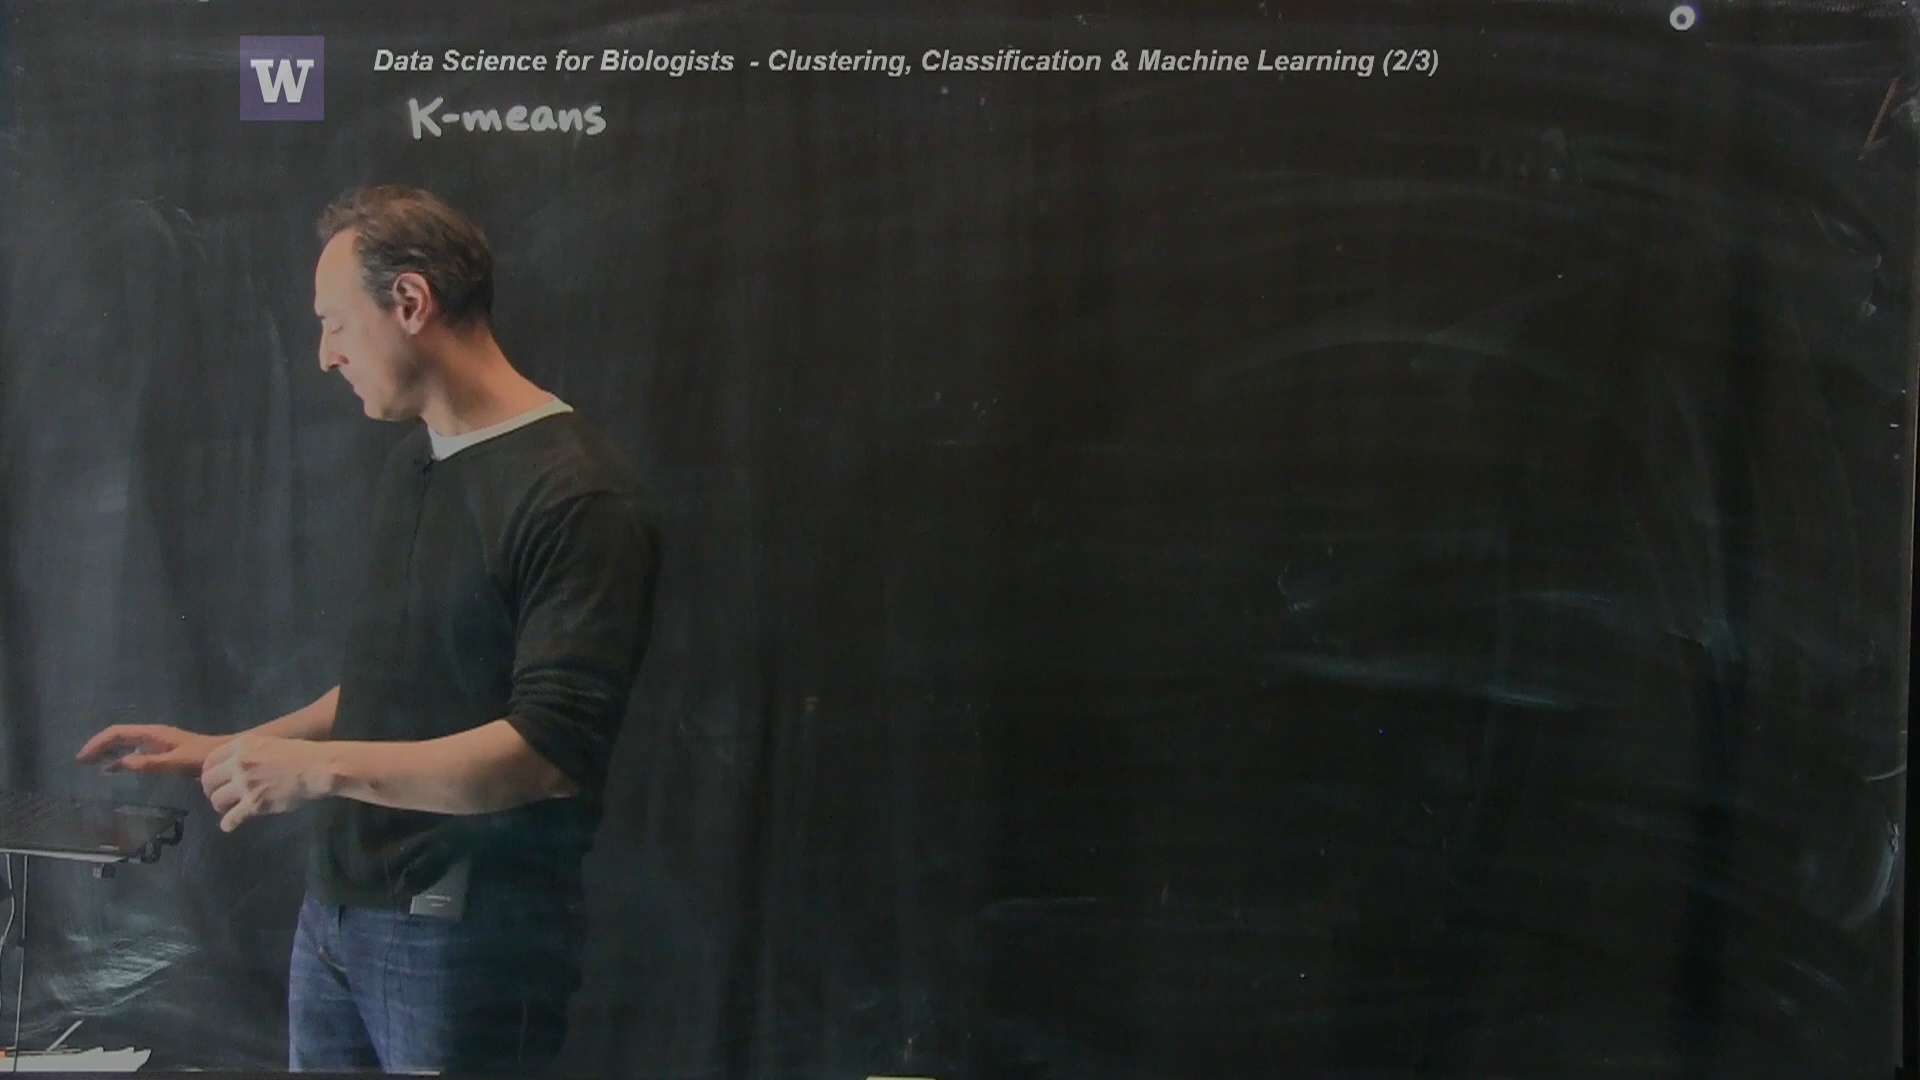 W
Data Science for Biologists - Clustering, Classification & Machine Learning (2/3)
K-means